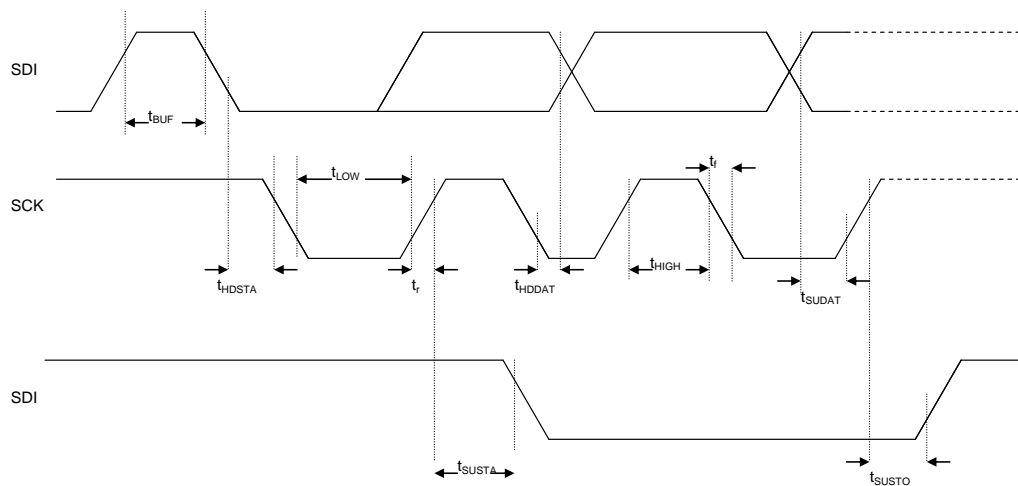 SDI
tBUF
tLOW
tf
SCK
tHDSTA
tr
tHDDAT
tHIGH
tSUDAT
SDI
tSUSTA
tSUSTO